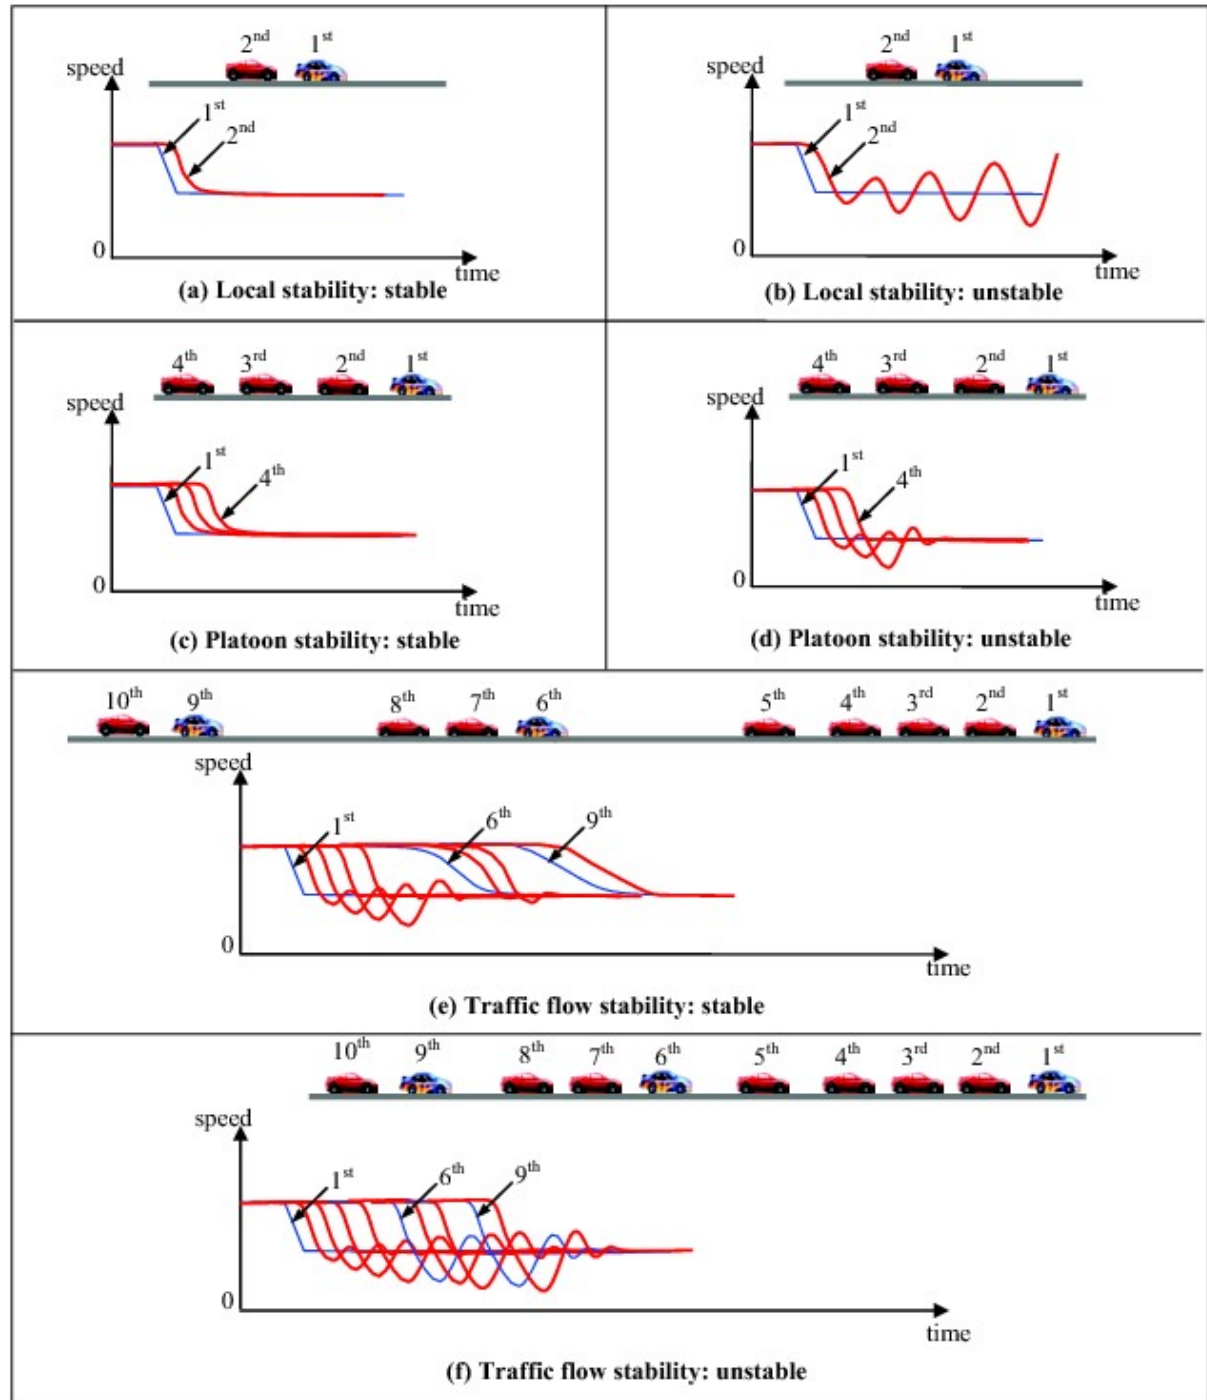 2nd 1st
speed
1st
2nd
0
time
(a) Local stability: stable
2nd 1st
speed
1st
2nd
0
time
(b) Local stability: unstable
4th 3rd 2nd 1st
speed
1st
4th
0
time
(c) Platoon stability: stable
4th 3rd 2nd 1st
speed
1st
4th
0
time
(d) Platoon stability: unstable
10th 9th 8th 7th 6th 5th 4th 3rd 2nd 1st
speed
1st 6th 9th
0
time
(e) Traffic flow stability: stable
10th 9th 8th 7th 6th 5th 4th 3rd 2nd 1st
speed
1st 6th 9th
0
time
(f) Traffic flow stability: unstable